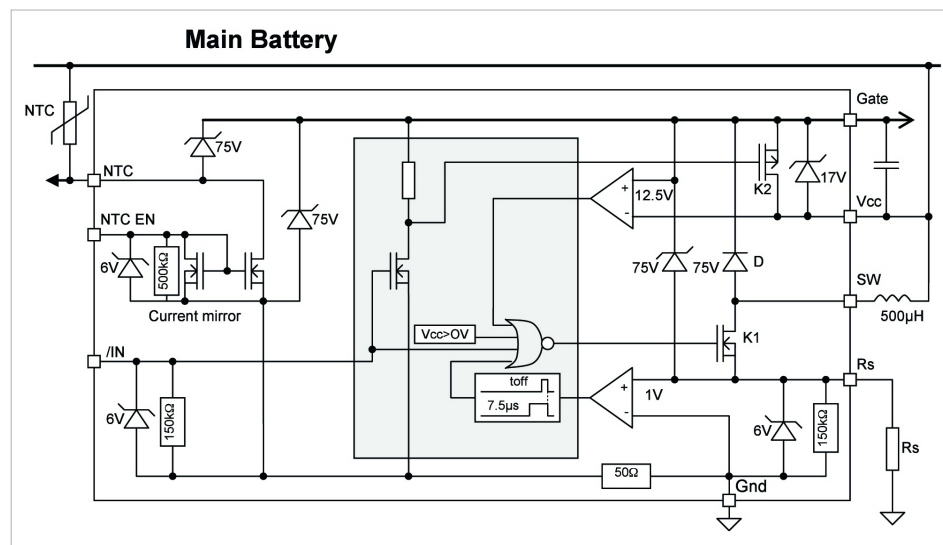 Main Battery
NTC
Gate
75V
NTC
K2
17V
12.5V
+
-
Vcc
NTC EN
75V
6V
500kΩ
75V
75V
D
SW
500µH
Current mirror
Vcc>OV
K1
/IN
Rs
toff
7.5µs
+
-
1V
6V
150kΩ
6V
150kΩ
Rs
50Ω
Gnd